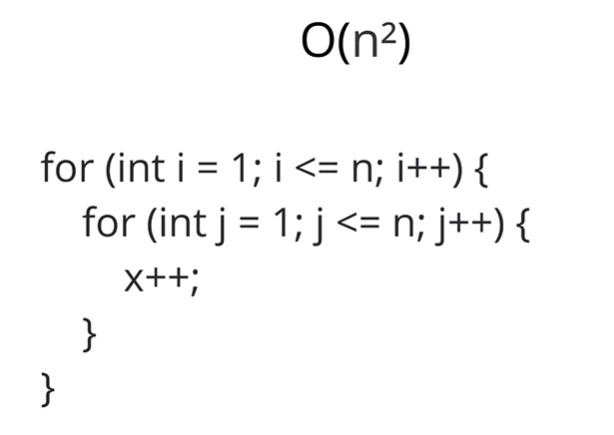 O(n²)
for (int i = 1; i <= n; i++) {
for (int j = 1; j <= n; j++) {
x++;
}
}